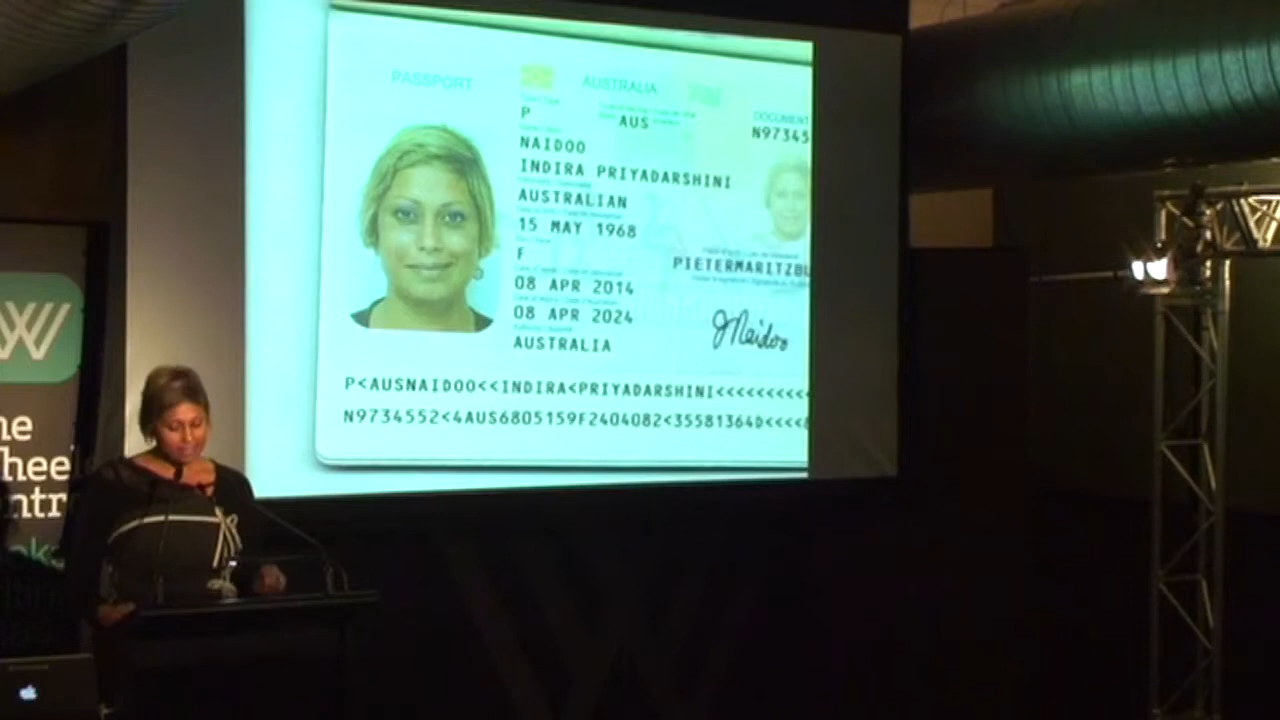 PASSPORT AUSTRALIA
DOCUMENT
P AUS N97345
NAIDOO
INDIRA PRIYADARSHINI
AUSTRALIAN
15 MAY 1968
F PIETERMARITZBU
08 APR 2014
08 APR 2024
AUSTRALIA
JNaidoo
P<AUSNAIDOO<<INDIRA<PRIYADARSHINI<<<<<<<<<
N9734552<4AUS6805159F2404082<35581364D<<<<8
W
he
heel
ntr